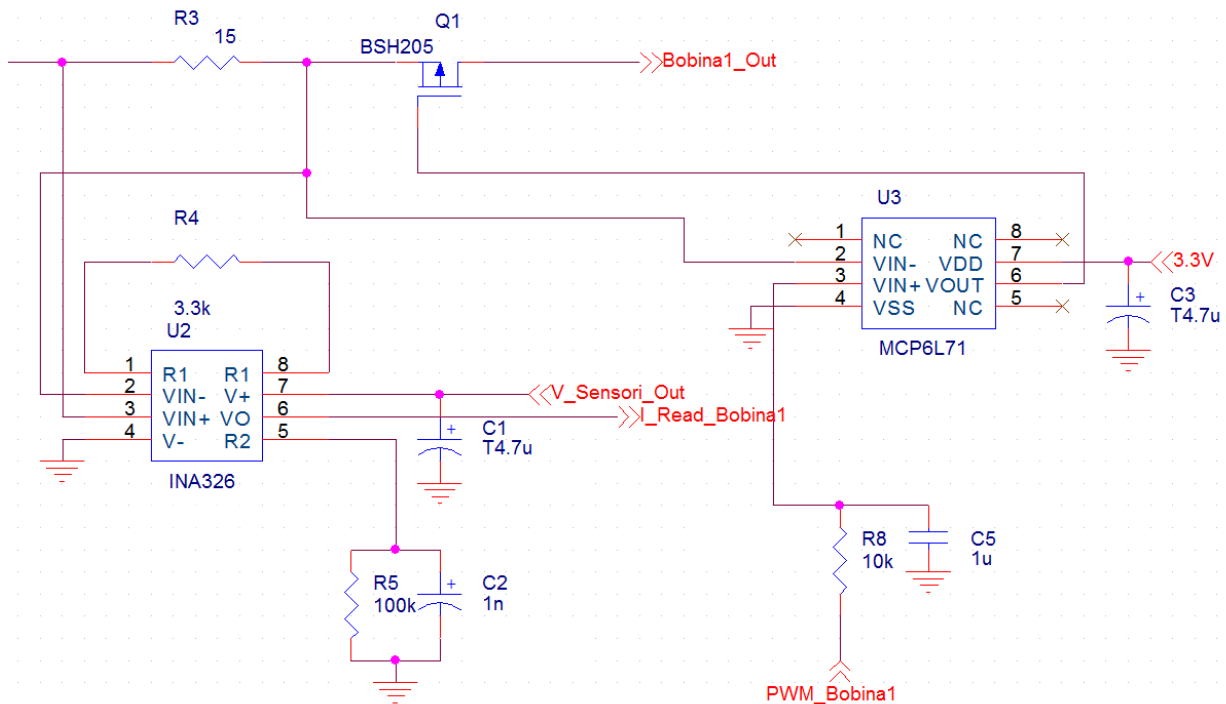 R3
15
Q1
BSH205
Bobina1_Out
R4
3.3k
U2
1 R1 R1 8
2 VIN- V+ 7
3 VIN+ VO 6
4 V- R2 5
INA326
V_Sensori_Out
I_Read_Bobina1
+
C1
T4.7u
R5
100k
+
C2
1n
U3
1 NC NC 8
2 VIN- VDD 7
3 VIN+ VOUT 6
4 VSS NC 5
MCP6L71
3.3V
+
C3
T4.7u
R8
10k
C5
1u
PWM_Bobina1